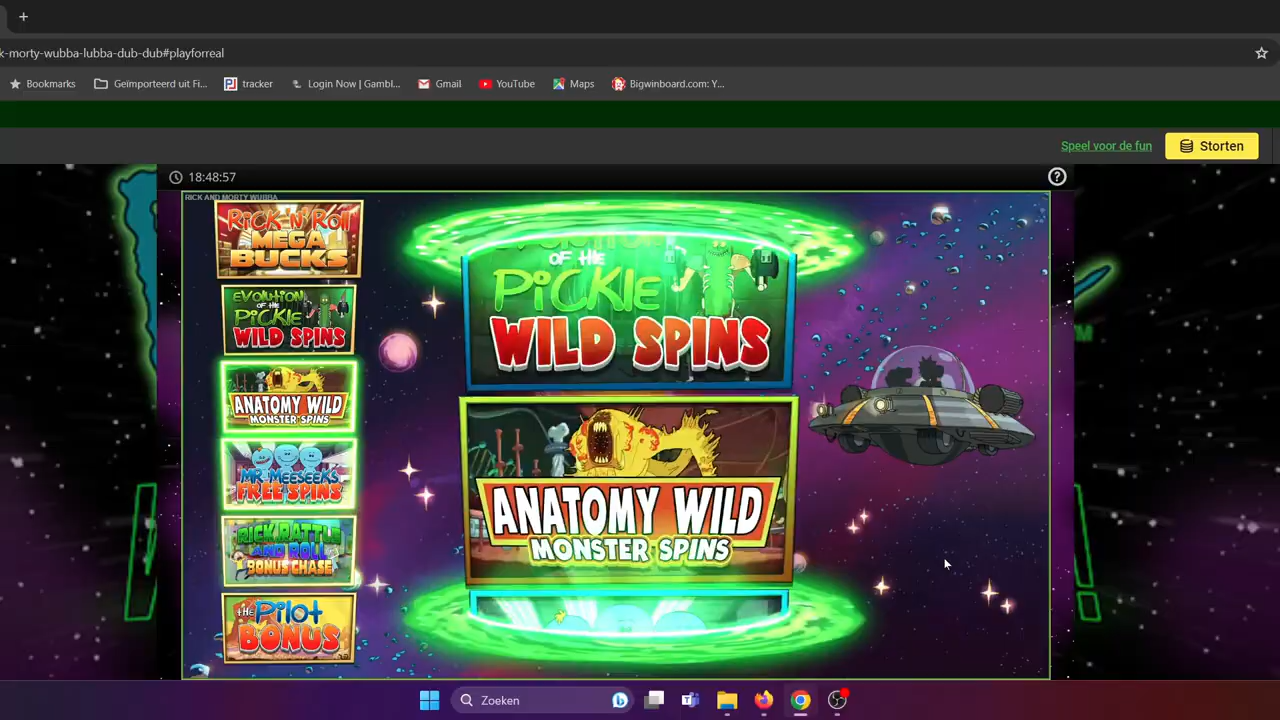 k-morty-wubba-lubba-dub-dub#playforreal
Bookmarks
Geïmporteerd uit Fi...
tracker
Login Now | Gambl...
Gmail
YouTube
Maps
Bigwinboard.com: Y...
Speel voor de fun
Storten
18:48:57
RICK AND MORTY WUBBA
RICK 'N' ROLL
MEGA
BUCKS
EVOLUTION
OF THE
PICKLE
WILD SPINS
ANATOMY WILD
MONSTER SPINS
MR MEESEEKS
FREE SPINS
RICK RATTLE
AND ROLL
BONUS CHASE
THE PILOT
BONUS
OF THE
PICKLE
WILD SPINS
ANATOMY WILD
MONSTER SPINS
Zoeken